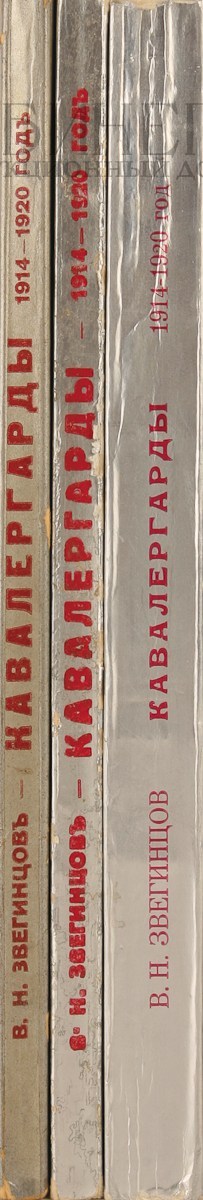 В. Н. ЗВЕГИНЦОВЪ — КАВАЛЕРГАРДЫ 1914—1920 ГОДЪ
В. Н. ЗВЕГИНЦОВЪ — КАВАЛЕРГАРДЫ — 1914—1920 ГОДЪ
В. Н. ЗВЕГИНЦОВ КАВАЛЕРГАРДЫ 1914-1920 год